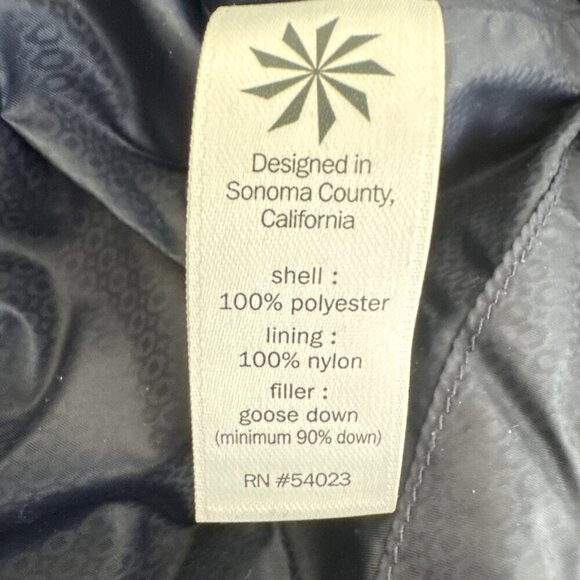 Designed in
Sonoma County,
California
shell :
100% polyester
lining :
100% nylon
filler :
goose down
(minimum 90% down)
RN #54023